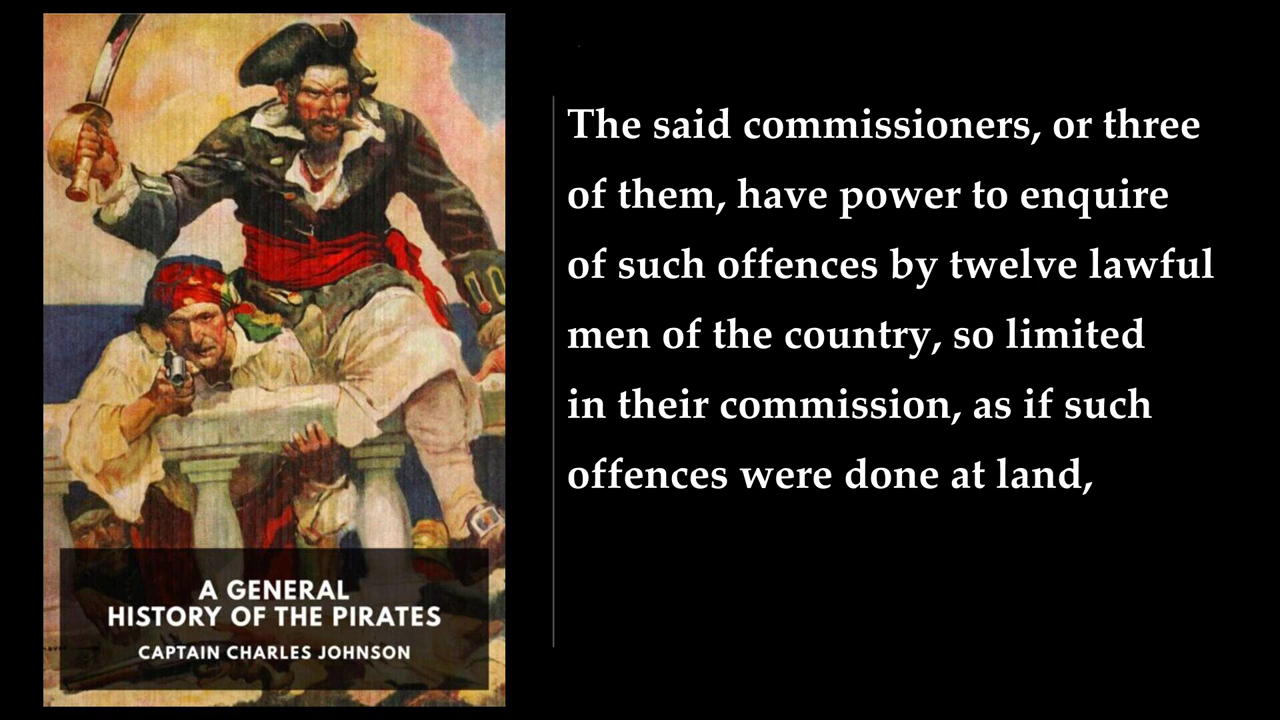 The said commissioners, or three
of them, have power to enquire
of such offences by twelve lawful
men of the country, so limited
in their commission, as if such
offences were done at land,
A GENERAL
HISTORY OF THE PIRATES
CAPTAIN CHARLES JOHNSON